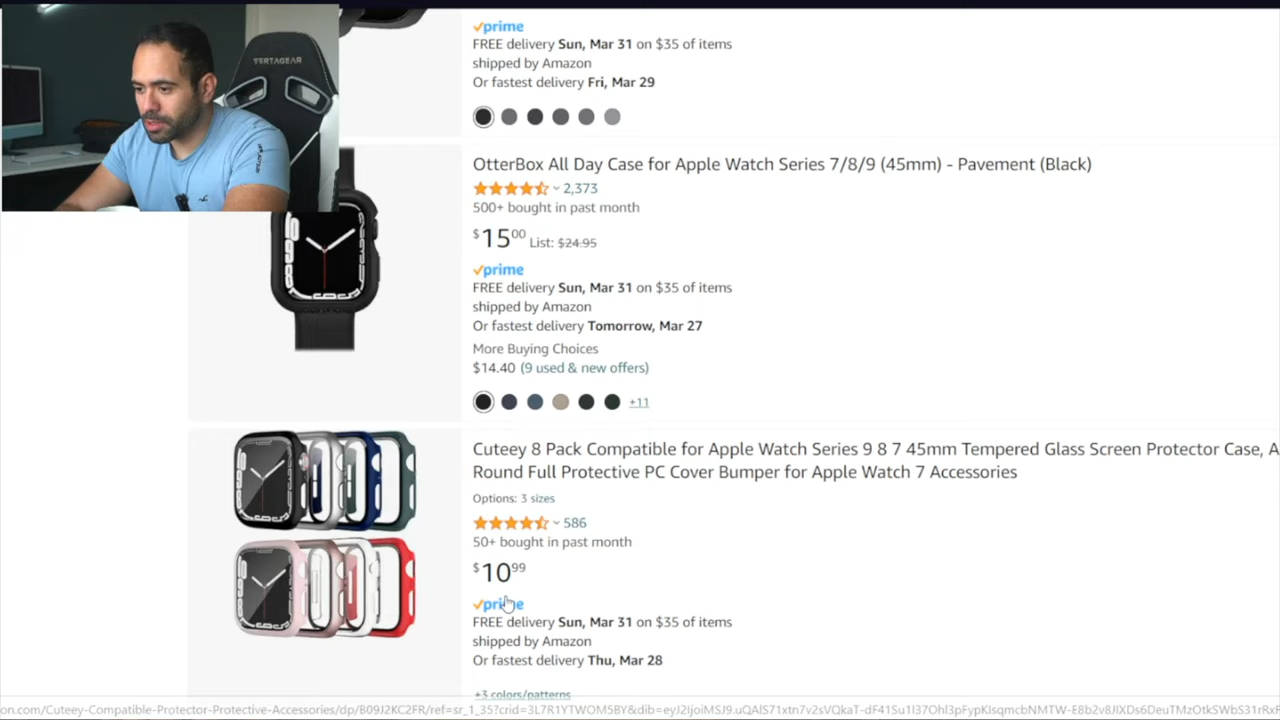 TERTAGEAR
prime
FREE delivery Sun, Mar 31 on $35 of items
shipped by Amazon
Or fastest delivery Fri, Mar 29
OtterBox All Day Case for Apple Watch Series 7/8/9 (45mm) - Pavement (Black)
2,373
500+ bought in past month
$15 00 List: $24.95
prime
FREE delivery Sun, Mar 31 on $35 of items
shipped by Amazon
Or fastest delivery Tomorrow, Mar 27
More Buying Choices
$14.40 (9 used & new offers)
+11
Cuteey 8 Pack Compatible for Apple Watch Series 9 8 7 45mm Tempered Glass Screen Protector Case, A
Round Full Protective PC Cover Bumper for Apple Watch 7 Accessories
Options: 3 sizes
586
50+ bought in past month
$10 99
prime
FREE delivery Sun, Mar 31 on $35 of items
shipped by Amazon
Or fastest delivery Thu, Mar 28
+3 colors/patterns